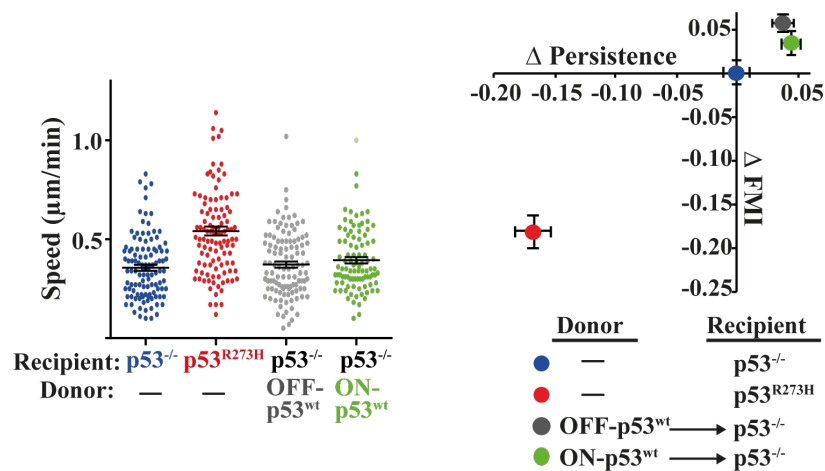 Speed (µm/min)
1.0
0.5
Recipient: p53-/- p53R273H p53-/- p53-/-
Donor: — — OFF- ON-
p53wt p53wt
Δ Persistence
-0.20 -0.15 -0.10 -0.05 0.05
0.05
-0.05
-0.10
-0.15
-0.20
-0.25
Δ FMI
Donor Recipient
— p53-/-
— p53R273H
OFF-p53wt → p53-/-
ON-p53wt → p53-/-